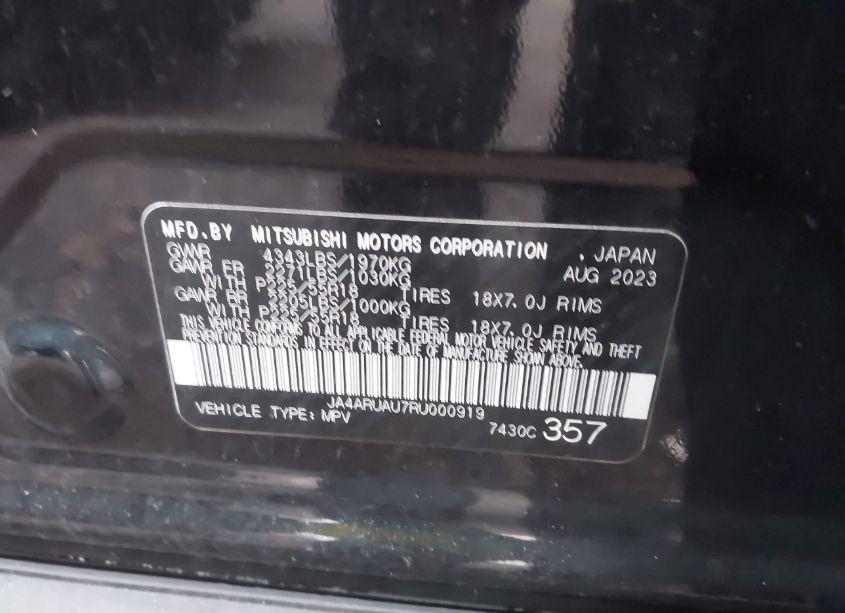 MFD.BY MITSUBISHI MOTORS CORPORATION , JAPAN
GVWR 4343LBS/1970KG AUG 2023
GAWR FR 2271LBS/1030KG
WITH P225/55R18 TIRES 18X7.0J RIMS
GAWR RR 2205LBS/1000KG
WITH P225/55R18 TIRES 18X7.0J RIMS
THIS VEHICLE CONFORMS TO ALL APPLICABLE FEDERAL MOTOR VEHICLE SAFETY AND THEFT
PREVENTION STANDARDS IN EFFECT ON THE DATE OF MANUFACTURE SHOWN ABOVE.
JA4ARUAU7RU000919
VEHICLE TYPE: MPV
7430C 357